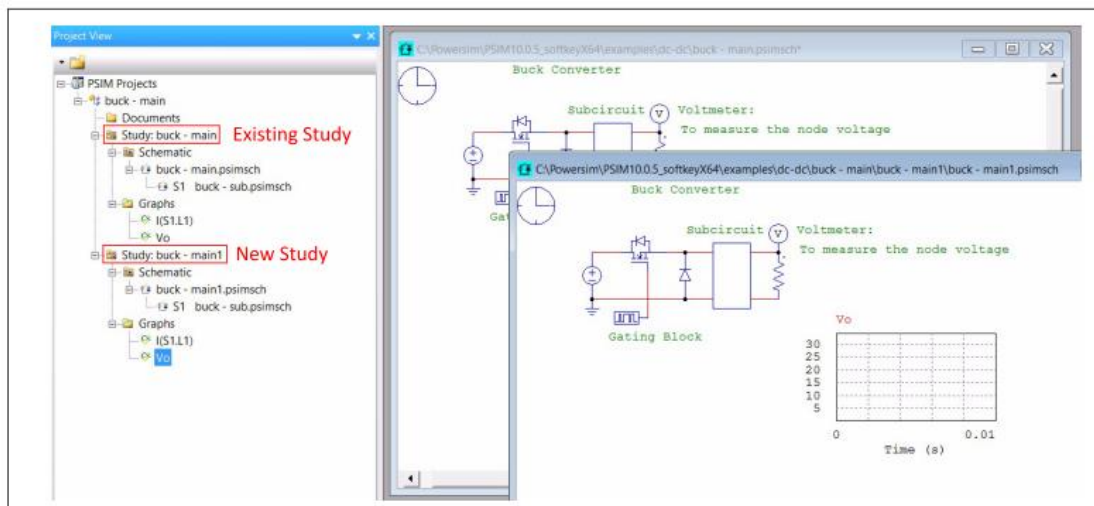 Project View
PSIM Projects
buck - main
Documents
Study: buck - main
Existing Study
Schematic
buck - main.psimsch
S1 buck - sub.psimsch
Graphs
I(S1.L1)
Vo
Study: buck - main1
New Study
Schematic
buck - main1.psimsch
S1 buck - sub.psimsch
Graphs
I(S1.L1)
Vo
C:\Powersim\PSIM10.0.5_softkeyX64\examples\dc-dc\buck - main.psimsch*
Buck Converter
Subcircuit
V
Voltmeter:
To measure the node voltage
Gat
C:\Powersim\PSIM10.0.5_softkeyX64\examples\dc-dc\buck - main\buck - main1\buck - main1.psimsch
Buck Converter
Subcircuit
V
Voltmeter:
To measure the node voltage
Gating Block
Vo
30
25
20
15
10
5
0
0.01
Time (s)